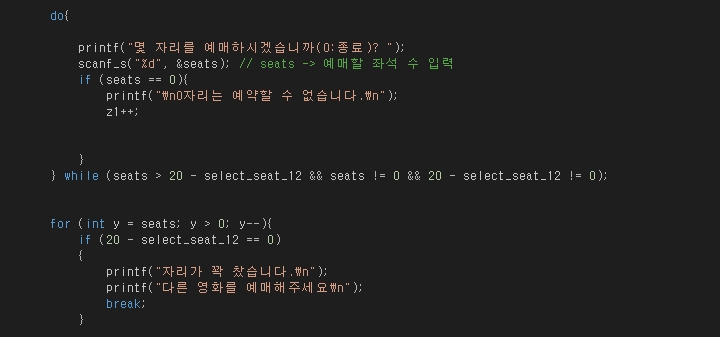 do{
printf("몇 자리를 예매하시겠습니까(0:종료)? ");
scanf_s("%d", &seats); // seats -> 예매할 좌석 수 입력
if (seats == 0){
printf("₩n0자리는 예약할 수 없습니다.₩n");
z1++;
}
} while (seats > 20 - select_seat_12 && seats != 0 && 20 - select_seat_12 != 0);
for (int y = seats; y > 0; y--){
if (20 - select_seat_12 == 0)
{
printf("자리가 꽉 찼습니다.₩n");
printf("다른 영화를 예매해주세요₩n");
break;
}